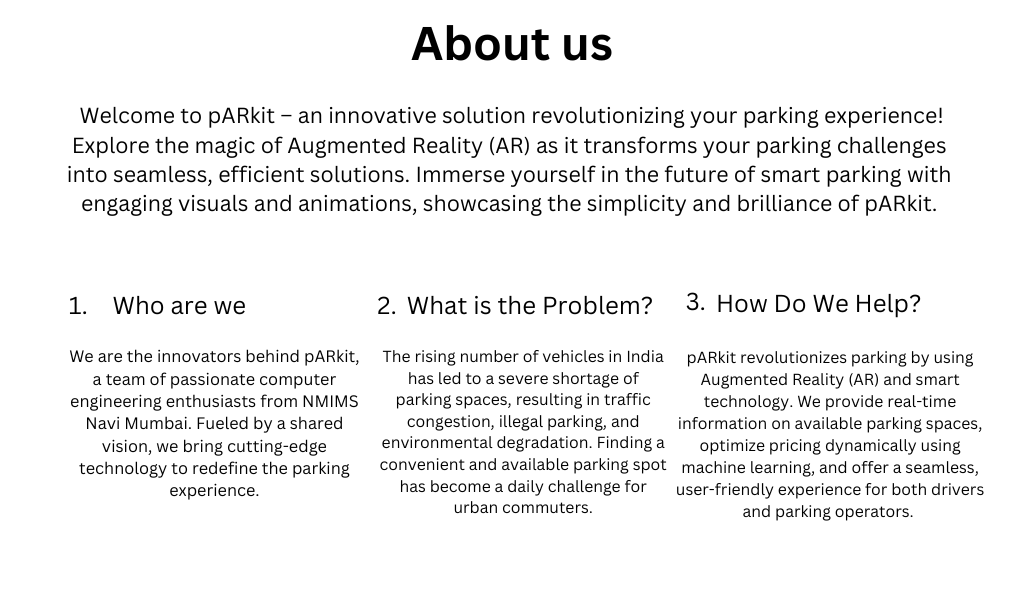 About us
Welcome to pARkit – an innovative solution revolutionizing your parking experience!
Explore the magic of Augmented Reality (AR) as it transforms your parking challenges
into seamless, efficient solutions. Immerse yourself in the future of smart parking with
engaging visuals and animations, showcasing the simplicity and brilliance of pARkit.
1. Who are we
We are the innovators behind pARkit,
a team of passionate computer
engineering enthusiasts from NMIMS
Navi Mumbai. Fueled by a shared
vision, we bring cutting-edge
technology to redefine the parking
experience.
2. What is the Problem?
The rising number of vehicles in India
has led to a severe shortage of
parking spaces, resulting in traffic
congestion, illegal parking, and
environmental degradation. Finding a
convenient and available parking spot
has become a daily challenge for
urban commuters.
3. How Do We Help?
pARkit revolutionizes parking by using
Augmented Reality (AR) and smart
technology. We provide real-time
information on available parking spaces,
optimize pricing dynamically using
machine learning, and offer a seamless,
user-friendly experience for both drivers
and parking operators.